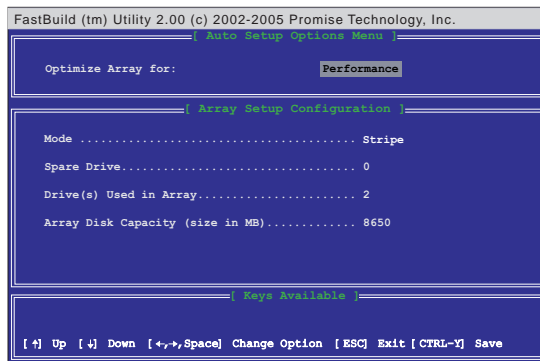 FastBuild (tm) Utility 2.00 (c) 2002-2005 Promise Technology, Inc.
[ Auto Setup Options Menu ]
Optimize Array for: Performance
[ Array Setup Configuration ]
Mode ..................................... Stripe
Spare Drive............................... 0
Drive(s) Used in Array..................... 2
Array Disk Capacity (size in MB)............. 8650
[ Keys Available ]
[↑] Up [↓] Down [←,→,Space] Change Option [ESC] Exit [CTRL-Y] Save